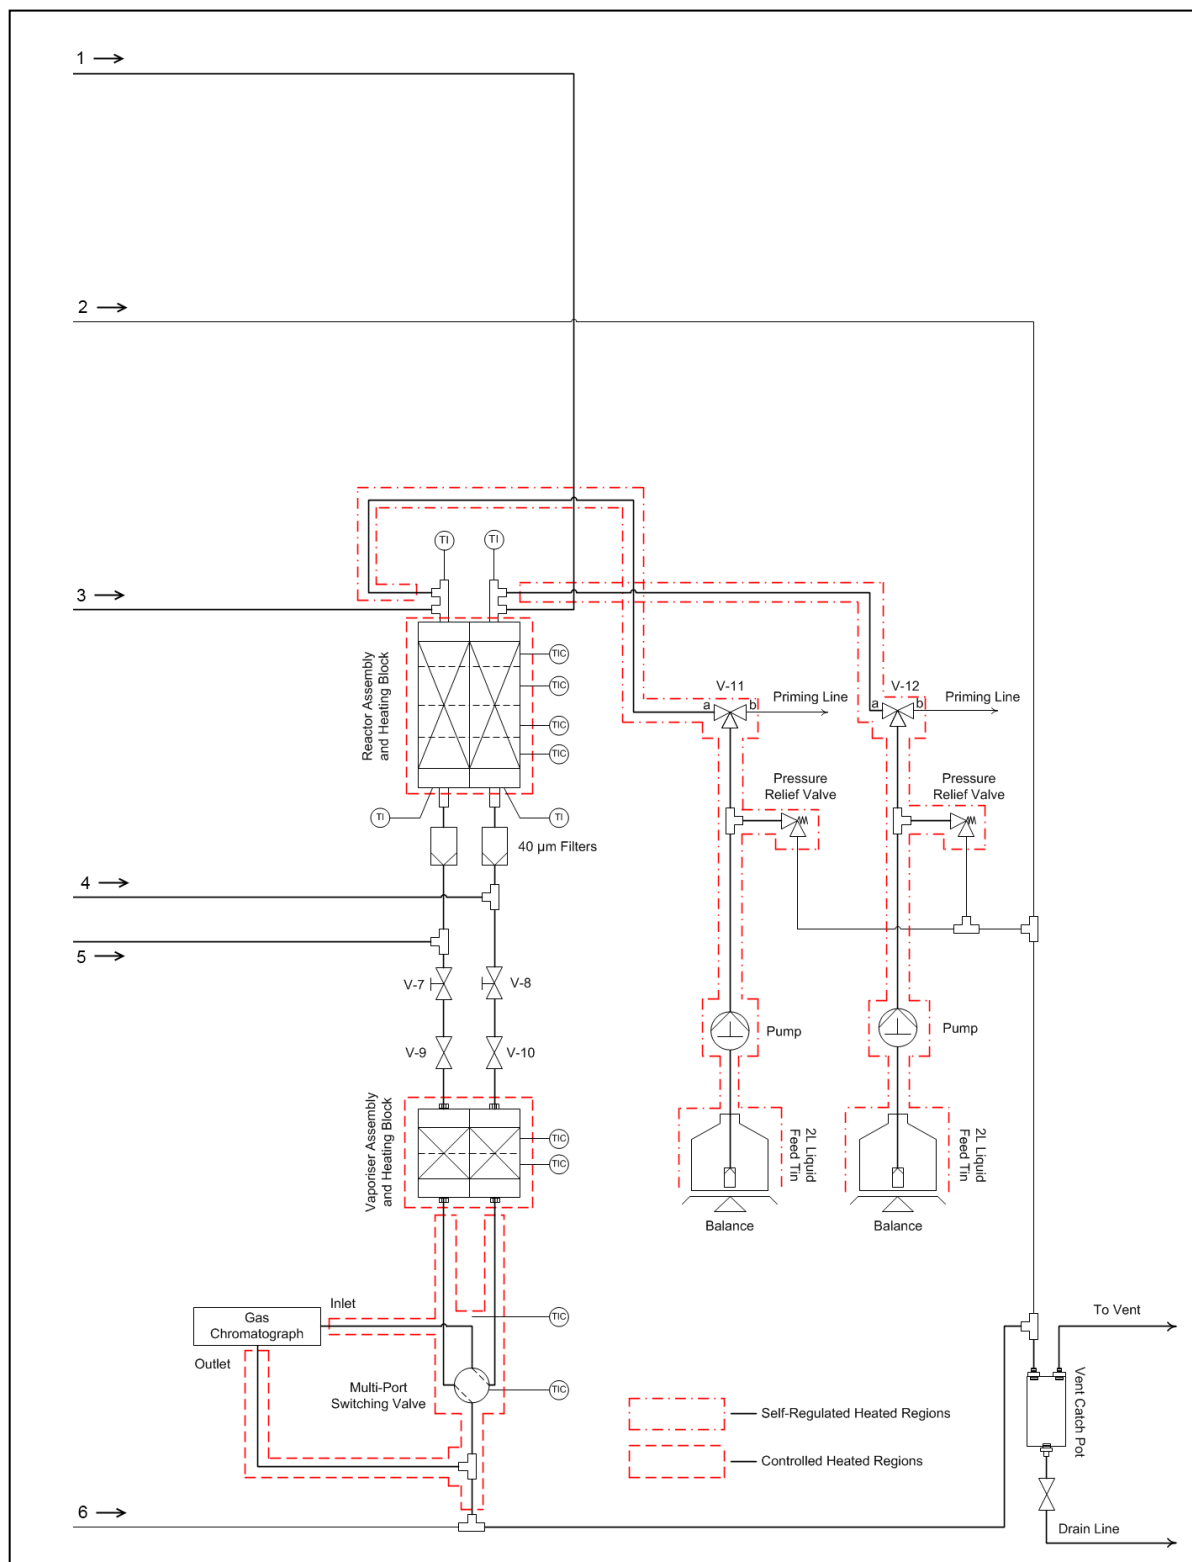 1
2
3
TI
TI
V-11
a
b
Priming Line
V-12
a
b
Priming Line
Reactor Assembly
and Heating Block
TIC
TIC
TIC
TIC
Pressure
Relief Valve
Pressure
Relief Valve
TI
TI
40 µm Filters
4
5
V-7
V-8
V-9
V-10
Pump
Pump
Vaporiser Assembly
and Heating Block
TIC
TIC
2L Liquid
Feed Tin
2L Liquid
Feed Tin
Balance
Balance
Inlet
Gas
Chromatograph
Outlet
TIC
Multi-Port
Switching Valve
TIC
To Vent
Vent Catch Pot
Self-Regulated Heated Regions
Controlled Heated Regions
6
Drain Line